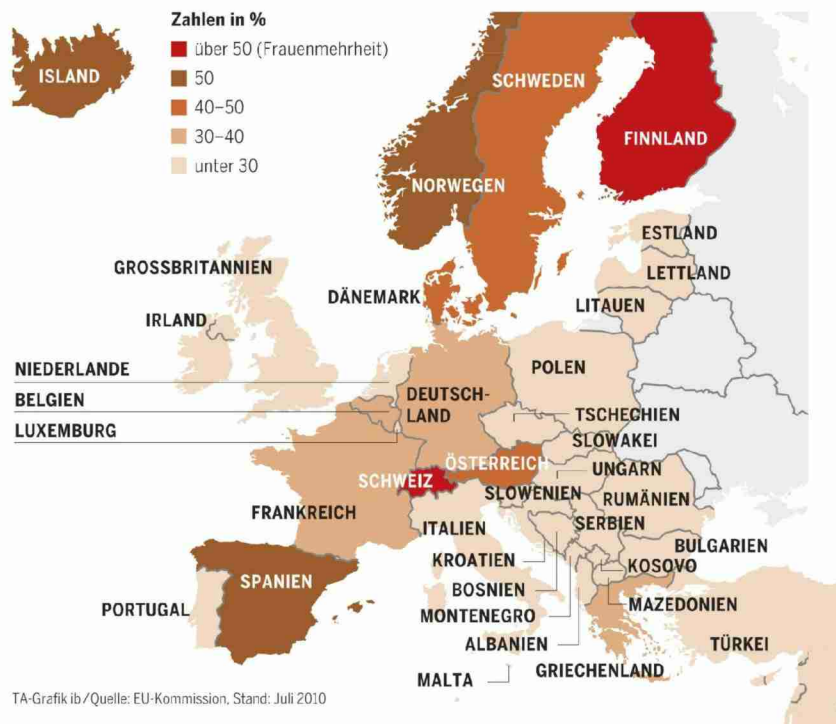 Zahlen in %
über 50 (Frauenmehrheit)
50
40–50
30–40
unter 30
ISLAND
SCHWEDEN
FINNLAND
NORWEGEN
ESTLAND
GROSSBRITANNIEN
LETTLAND
DÄNEMARK
LITAUEN
IRLAND
NIEDERLANDE
POLEN
BELGIEN
DEUTSCH-
LAND
TSCHECHIEN
LUXEMBURG
SLOWAKEI
ÖSTERREICH
UNGARN
SCHWEIZ
SLOWENIEN
RUMÄNIEN
FRANKREICH
ITALIEN
SERBIEN
BULGARIEN
KROATIEN
KOSOVO
SPANIEN
BOSNIEN
PORTUGAL
MONTENEGRO
MAZEDONIEN
ALBANIEN
TÜRKEI
GRIECHENLAND
MALTA
TA-Grafik ib/Quelle: EU-Kommission, Stand: Juli 2010